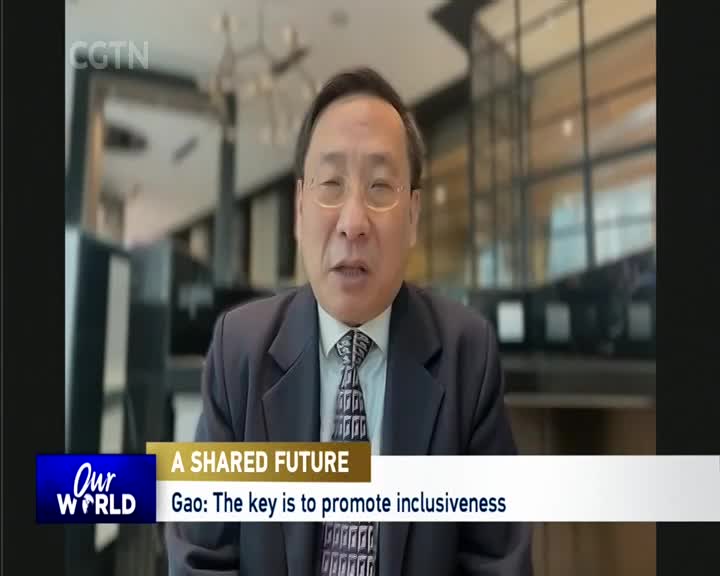 CGTN
A SHARED FUTURE
Our
WORLD
Gao: The key is to promote inclusiveness